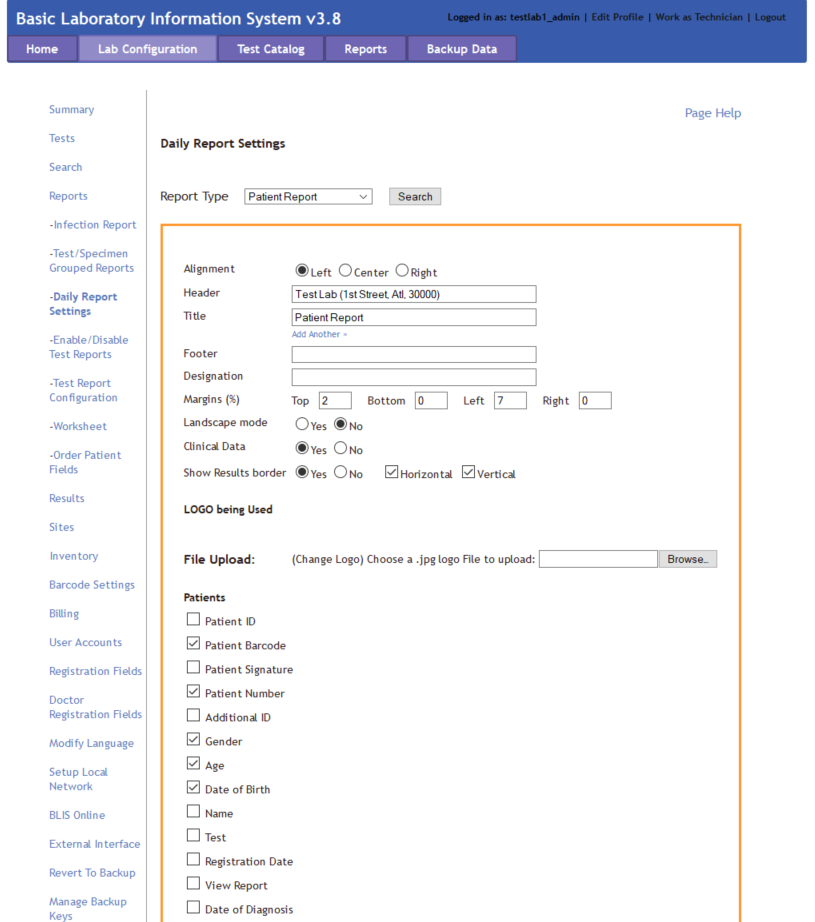 Basic Laboratory Information System v3.8
Logged in as: testlab1_admin | Edit Profile | Work as Technician | Logout
Home
Lab Configuration
Test Catalog
Reports
Backup Data
Summary
Tests
Search
Reports
-Infection Report
-Test/Specimen
Grouped Reports
-Daily Report
Settings
-Enable/Disable
Test Reports
-Test Report
Configuration
-Worksheet
-Order Patient
Fields
Results
Sites
Inventory
Barcode Settings
Billing
User Accounts
Registration Fields
Doctor
Registration Fields
Modify Language
Setup Local
Network
BLIS Online
External Interface
Revert To Backup
Manage Backup
Keys
Page Help
Daily Report Settings
Report Type Patient Report Search
Alignment Left Center Right
Header Test Lab (1st Street, Atl, 30000)
Title Patient Report
Add Another »
Footer
Designation
Margins (%) Top 2 Bottom 0 Left 7 Right 0
Landscape mode Yes No
Clinical Data Yes No
Show Results border Yes No Horizontal Vertical
LOGO being Used
File Upload: (Change Logo) Choose a .jpg logo File to upload: Browse..
Patients
Patient ID
Patient Barcode
Patient Signature
Patient Number
Additional ID
Gender
Age
Date of Birth
Name
Test
Registration Date
View Report
Date of Diagnosis